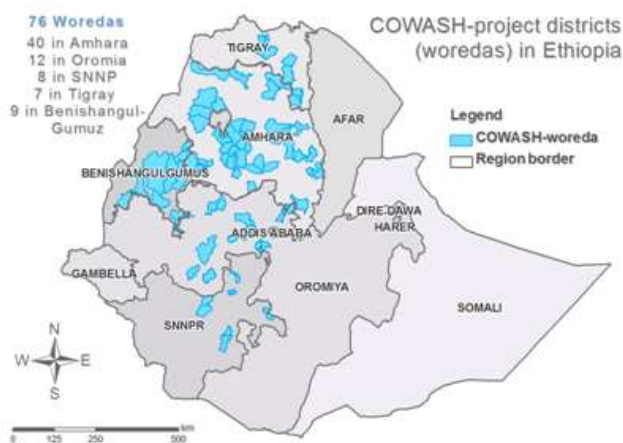 76 Woredas
40 in Amhara
12 in Oromia
8 in SNNP
7 in Tigray
9 in Benishangul-
Gumuz
COWASH-project districts
(woredas) in Ethiopia
Legend
COWASH-woreda
Region border
TIGRAY
AFAR
AMHARA
BENISHANGULGUMUS
DIRE DAWA
HARER
ADDIS ABABA
GAMBELLA
OROMIYA
SOMALI
SNNPR
N
W E
S
km
0 125 250 500